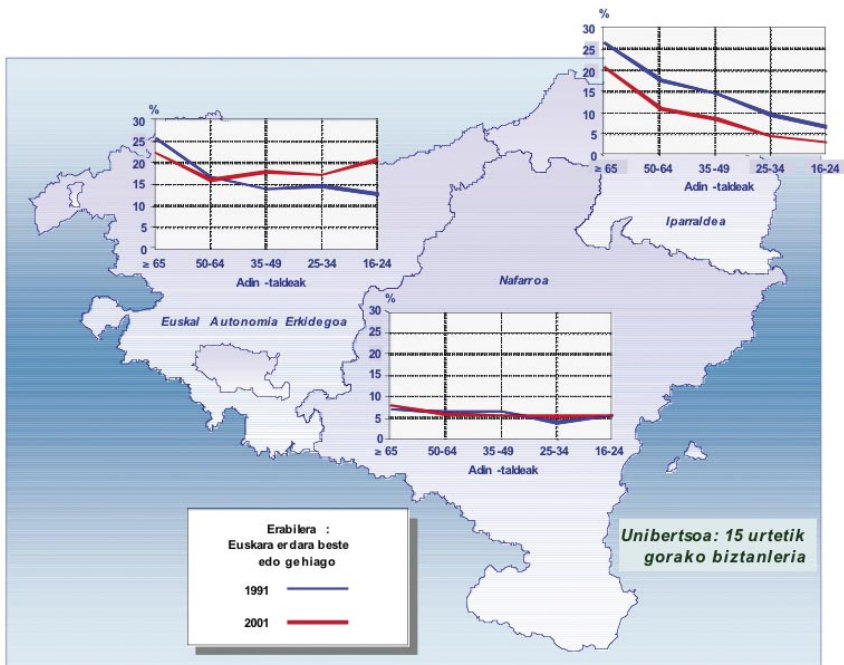 %
30
25
20
15
10
5
0
≥ 65 50-64 35-49 25-34 16-24
Adin -taldeak
Iparraldea
%
30
25
20
15
10
5
0
≥ 65 50-64 35-49 25-34 16-24
Adin -taldeak
Euskal Autonomia Erkidegoa
Nafarroa
%
30
25
20
15
10
5
0
≥ 65 50-64 35-49 25-34 16-24
Adin -taldeak
Erabilera :
Euskara erdara beste
edo gehiago
1991
2001
Unibertsoa: 15 urtetik
gorako biztanleria